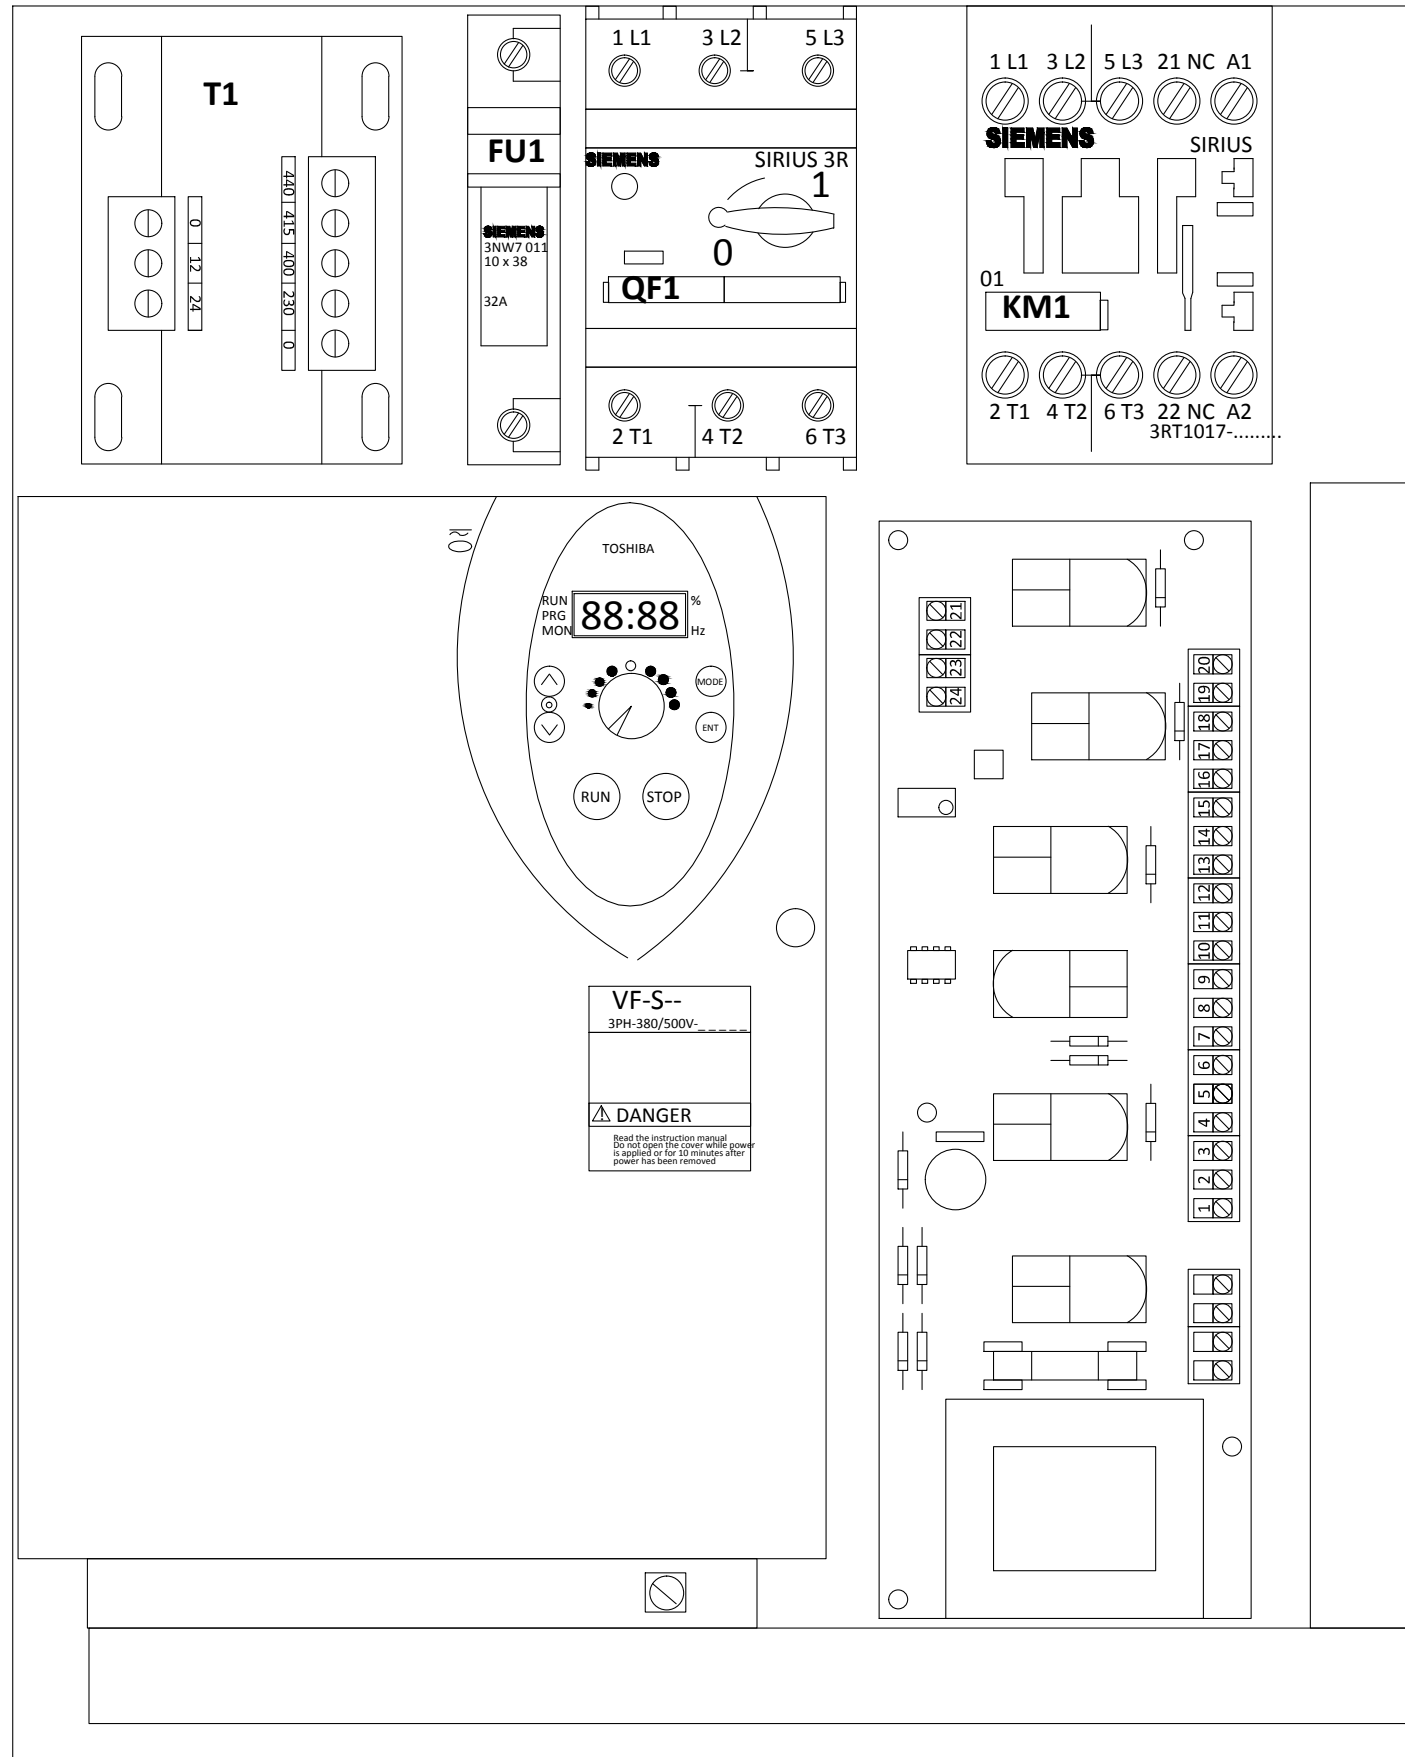 T1
440
415
400
230
0
0
12
24
FU1
SIEMENS
3NW7 011
10 x 38
32A
1 L1 3 L2 5 L3
SIEMENS
SIRIUS 3R
1
0
QF1
2 T1 4 T2 6 T3
1 L1 3 L2 5 L3 21 NC A1
SIEMENS
SIRIUS
01
KM1
2 T1 4 T2 6 T3 22 NC A2
3RT1017-.........
TOSHIBA
RUN
PRG
MON
88:88
%
Hz
MODE
ENT
RUN
STOP
VF-S--
3PH-380/500V-_ _ _ _ _
DANGER
Read the instruction manual
Do not open the cover while power
is applied or for 10 minutes after
power has been removed
21
22
23
24
20
19
18
17
16
15
14
13
12
11
10
9
8
7
6
5
4
3
2
1